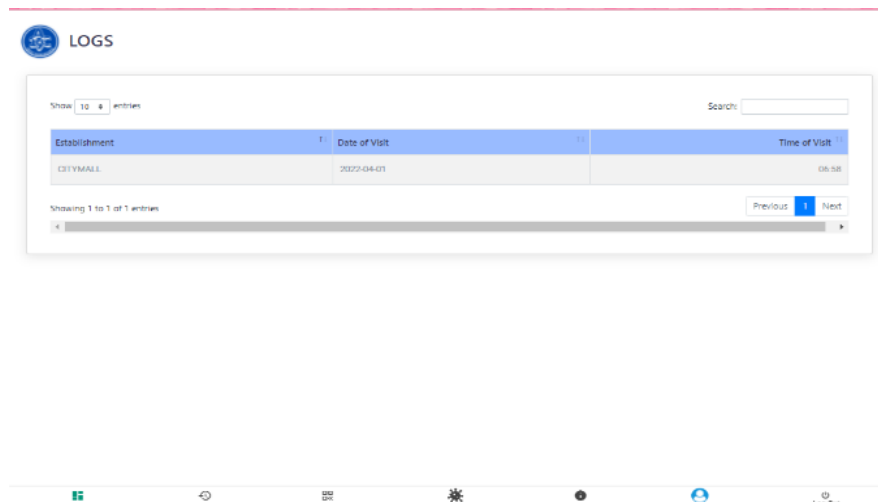 LOGS
Show 10 entries
Search:
Establishment Date of Visit Time of Visit
CITYMALL 2022-04-01 06:58
Showing 1 to 1 of 1 entries
Previous 1 Next